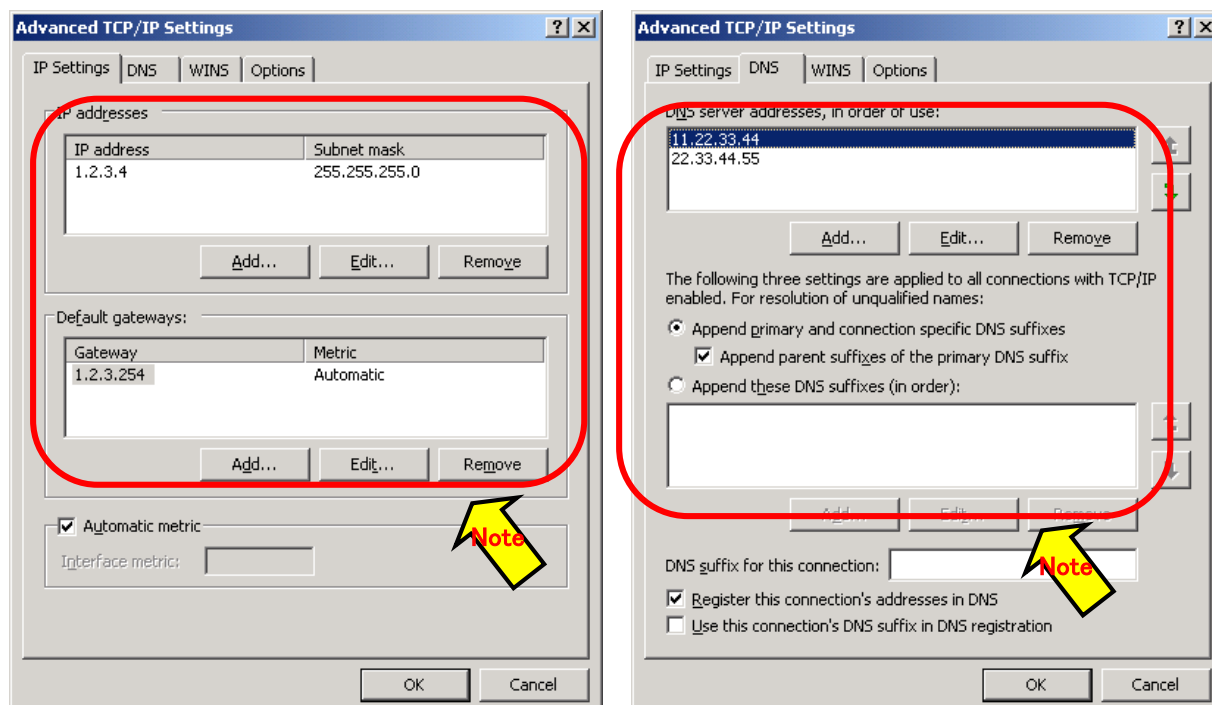 Advanced TCP/IP Settings
IP Settings DNS WINS Options
IP addresses
IP address Subnet mask
1.2.3.4 255.255.255.0
Add... Edit... Remove
Default gateways:
Gateway Metric
1.2.3.254 Automatic
Add... Edit... Remove
Note
Automatic metric
Interface metric:
OK Cancel
Advanced TCP/IP Settings
IP Settings DNS WINS Options
DNS server addresses, in order of use:
11.22.33.44
22.33.44.55
Add... Edit... Remove
The following three settings are applied to all connections with TCP/IP
enabled. For resolution of unqualified names:
Append primary and connection specific DNS suffixes
Append parent suffixes of the primary DNS suffix
Append these DNS suffixes (in order):
Add... Edit... Remove
Note
DNS suffix for this connection:
Register this connection's addresses in DNS
Use this connection's DNS suffix in DNS registration
OK Cancel